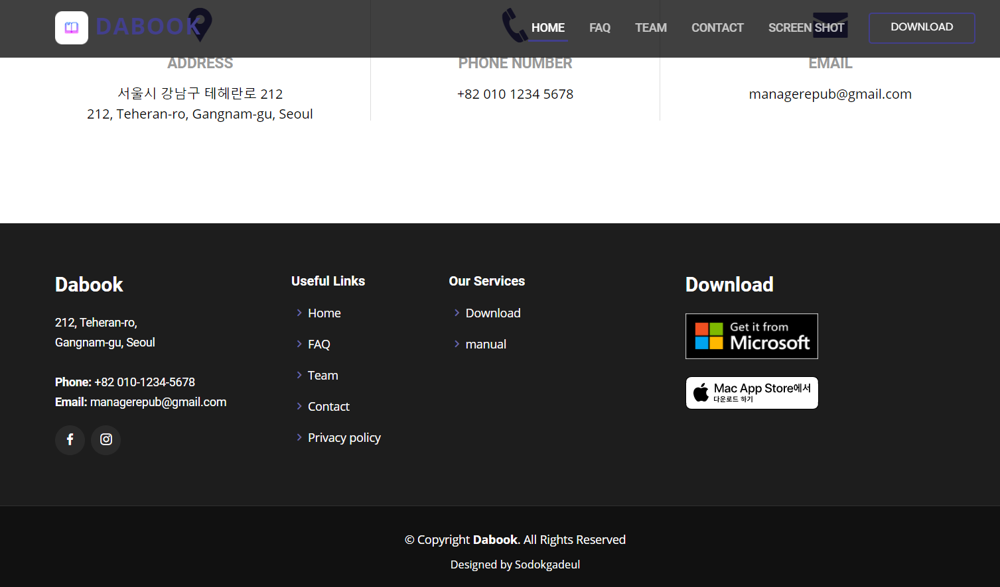 DABOOK
HOME
FAQ
TEAM
CONTACT
SCREEN SHOT
DOWNLOAD
ADDRESS
서울시 강남구 테헤란로 212
212, Teheran-ro, Gangnam-gu, Seoul
PHONE NUMBER
+82 010 1234 5678
EMAIL
managerepub@gmail.com
Dabook
212, Teheran-ro,
Gangnam-gu, Seoul
Phone: +82 010-1234-5678
Email: managerepub@gmail.com
Useful Links
Home
FAQ
Team
Contact
Privacy policy
Our Services
Download
manual
Download
Get it from
Microsoft
Mac App Store에서
다운로드 하기
© Copyright Dabook. All Rights Reserved
Designed by Sodokgadeul